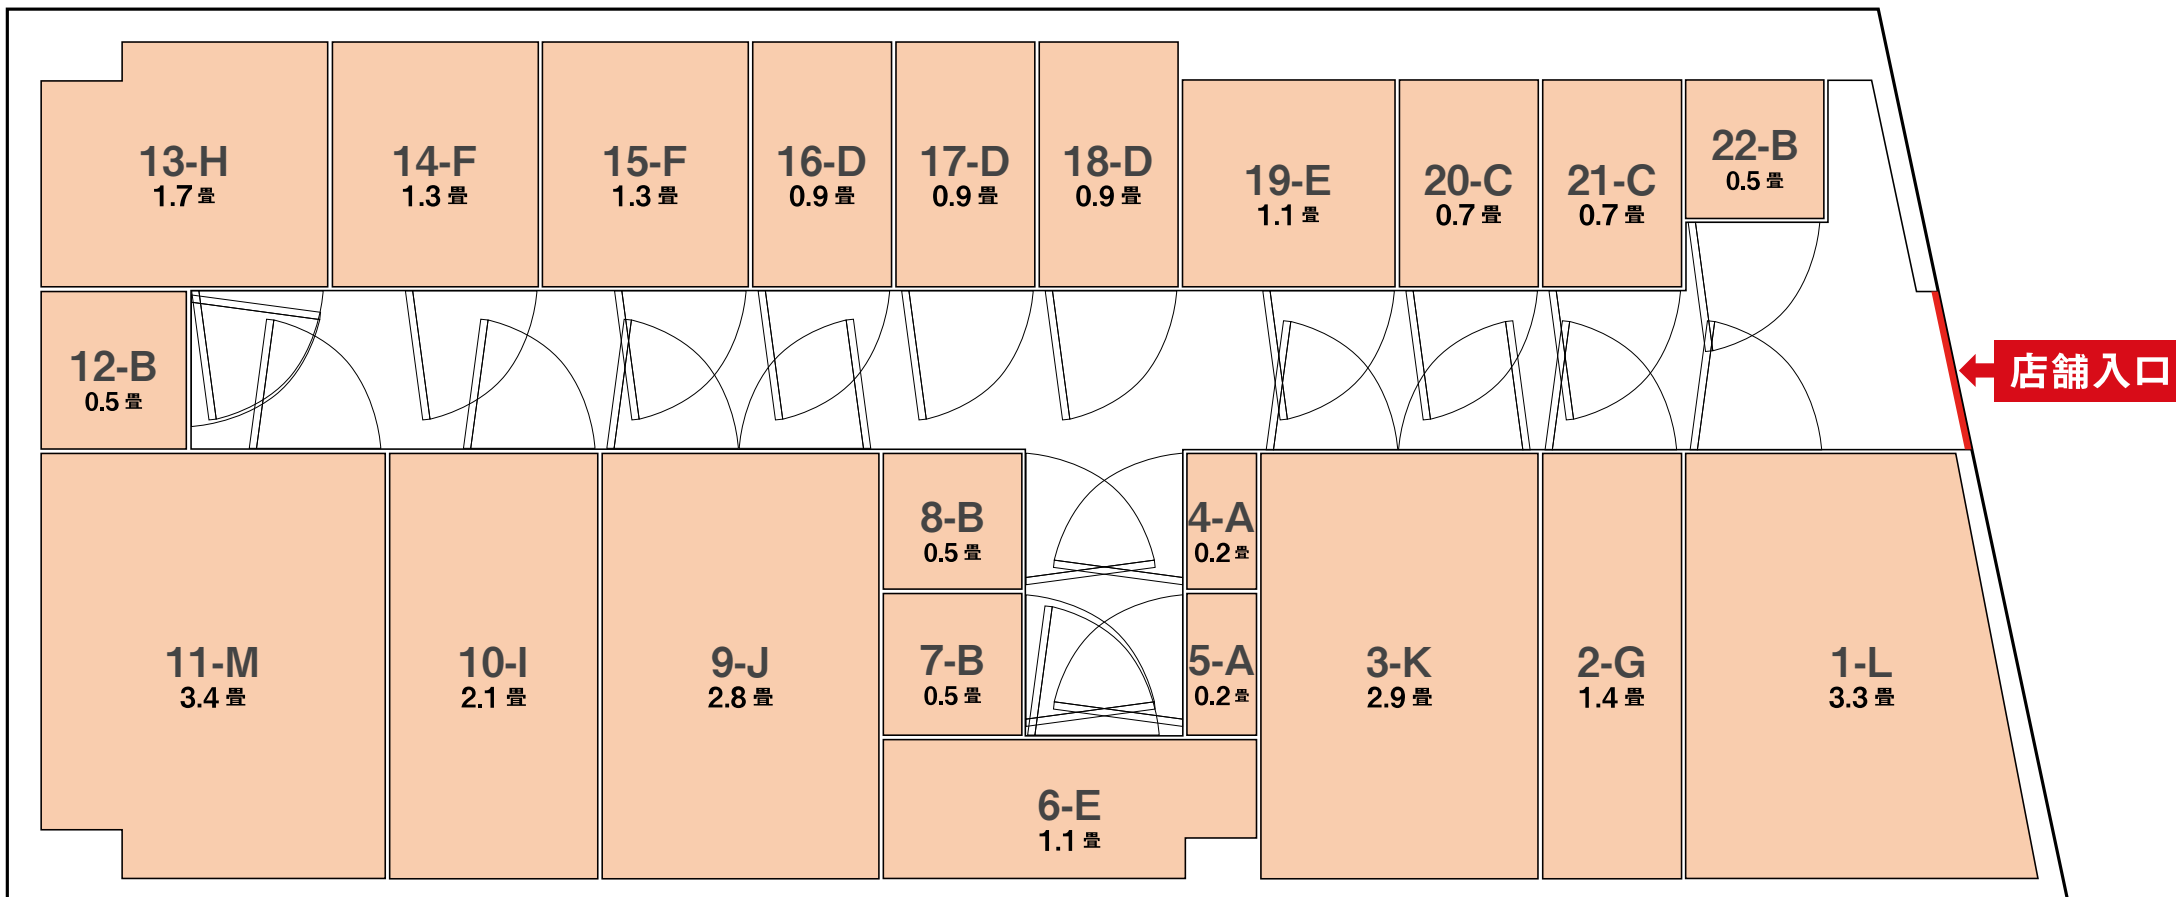 13-H
1.7 畳
14-F
1.3 畳
15-F
1.3 畳
16-D
0.9 畳
17-D
0.9 畳
18-D
0.9 畳
19-E
1.1 畳
20-C
0.7 畳
21-C
0.7 畳
22-B
0.5 畳
12-B
0.5 畳
店舗入口
11-M
3.4 畳
10-I
2.1 畳
9-J
2.8 畳
8-B
0.5 畳
7-B
0.5 畳
4-A
0.2 畳
5-A
0.2 畳
6-E
1.1 畳
3-K
2.9 畳
2-G
1.4 畳
1-L
3.3 畳